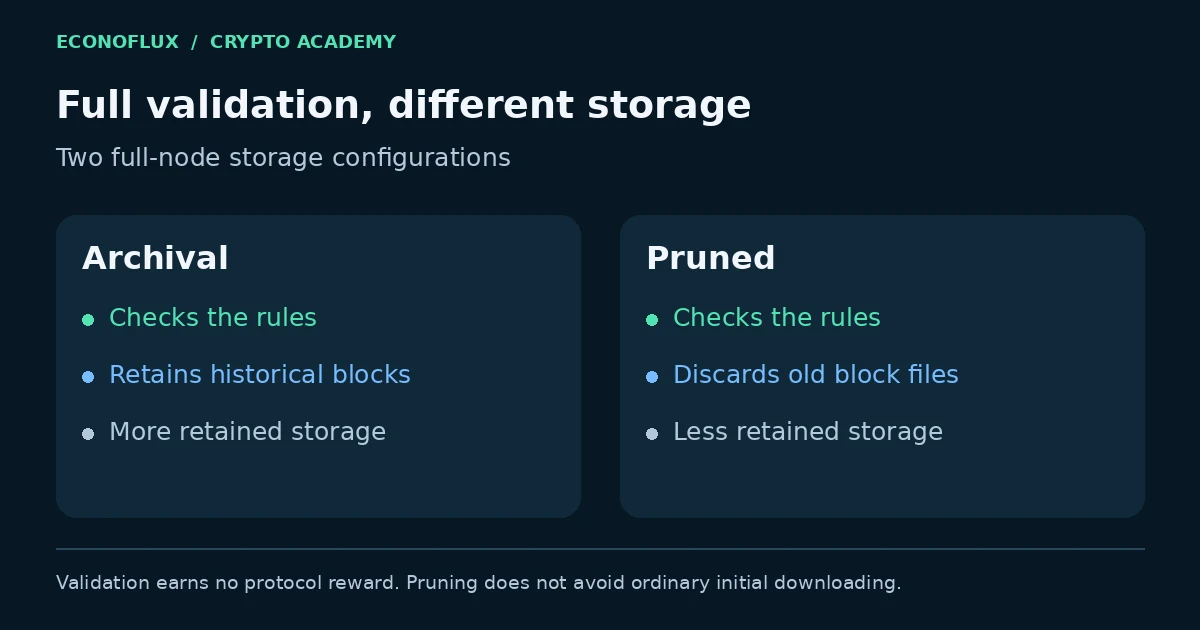 ECONOFLUX / CRYPTO ACADEMY
Full validation, different storage
Two full-node storage configurations
Archival
Checks the rules
Retains historical blocks
More retained storage
Pruned
Checks the rules
Discards old block files
Less retained storage
Validation earns no protocol reward. Pruning does not avoid ordinary initial downloading.